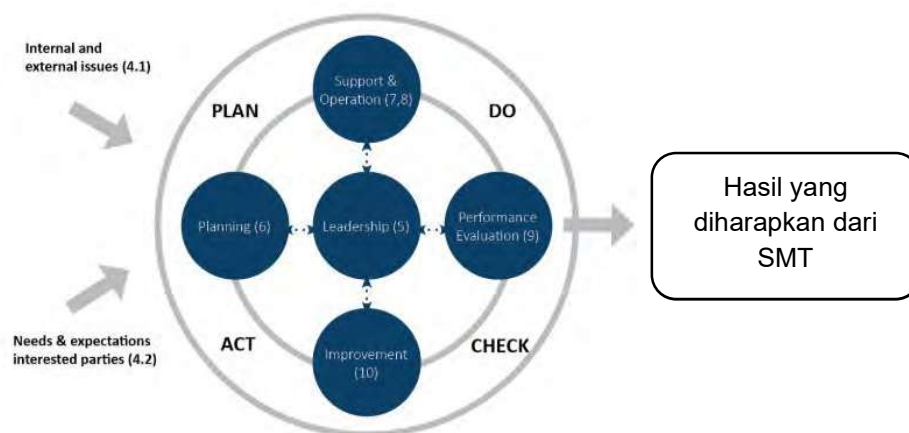 Internal and
external issues (4.1)
Support &
Operation (7,8)
PLAN
DO
Planning (6)
Leadership (5)
Performance
Evaluation (9)
Hasil yang
diharapkan dari
SMT
Needs & expectations
interested parties (4.2)
ACT
Improvement
(10)
CHECK